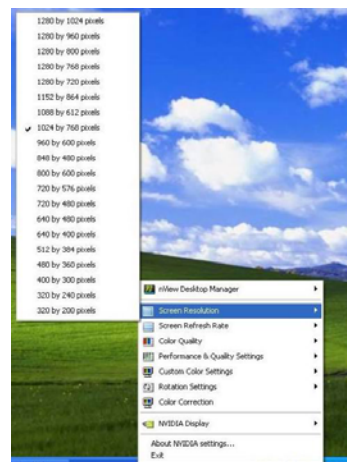 1280 by 1024 pixels
1280 by 960 pixels
1280 by 800 pixels
1280 by 768 pixels
1280 by 720 pixels
1152 by 864 pixels
1088 by 612 pixels
1024 by 768 pixels
960 by 600 pixels
848 by 480 pixels
800 by 600 pixels
720 by 576 pixels
720 by 480 pixels
640 by 480 pixels
640 by 400 pixels
512 by 384 pixels
480 by 360 pixels
400 by 300 pixels
320 by 240 pixels
320 by 200 pixels
nView Desktop Manager
Screen Resolution
Screen Refresh Rate
Color Quality
Performance & Quality Settings
Custom Color Settings
Rotation Settings
Color Correction
NVIDIA Display
About NVIDIA settings...
Exit